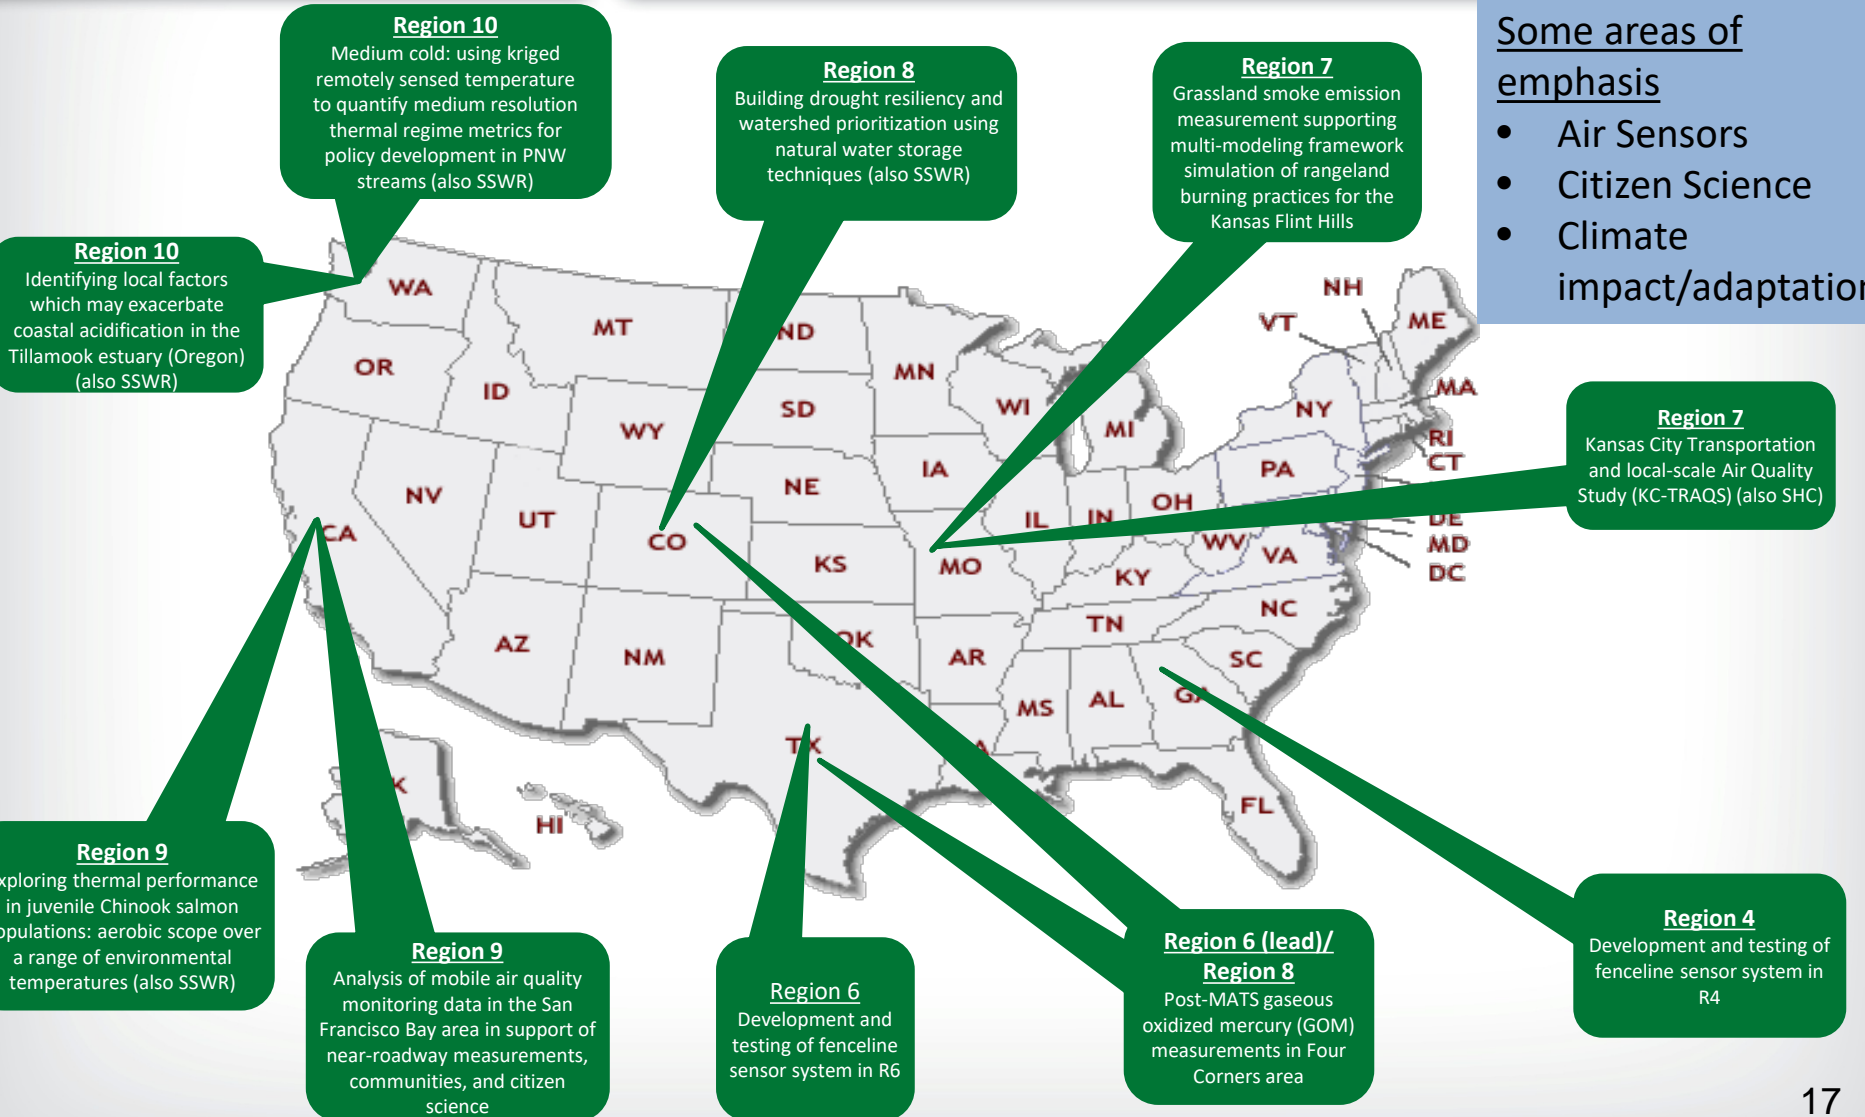 Region 10
Medium cold: using kriged
remotely sensed temperature
to quantify medium resolution
thermal regime metrics for
policy development in PNW
streams (also SSWR)
Region 8
Building drought resiliency and
watershed prioritization using
natural water storage
techniques (also SSWR)
Region 7
Grassland smoke emission
measurement supporting
multi-modeling framework
simulation of rangeland
burning practices for the
Kansas Flint Hills
Some areas of
emphasis
• Air Sensors
• Citizen Science
• Climate
impact/adaptation
Region 10
Identifying local factors
which may exacerbate
coastal acidification in the
Tillamook estuary (Oregon)
(also SSWR)
WA
MT
ND
MN
NH
VT
ME
OR
ID
SD
WI
MI
NY
MA
WY
RI
CT
IA
PA
NE
NV
UT
CO
IL
IN
OH
DE
MD
DC
CA
KS
MO
WV
VA
KY
NC
TN
AZ
NM
OK
AR
SC
MS
AL
GA
TX
FL
HI
Region 7
Kansas City Transportation
and local-scale Air Quality
Study (KC-TRAQS) (also SHC)
Region 9
xploring thermal performance
in juvenile Chinook salmon
opulations: aerobic scope over
a range of environmental
temperatures (also SSWR)
Region 9
Analysis of mobile air quality
monitoring data in the San
Francisco Bay area in support of
near-roadway measurements,
communities, and citizen
science
Region 6
Development and
testing of fenceline
sensor system in R6
Region 6 (lead)/
Region 8
Post-MATS gaseous
oxidized mercury (GOM)
measurements in Four
Corners area
Region 4
Development and testing of
fenceline sensor system in
R4
17